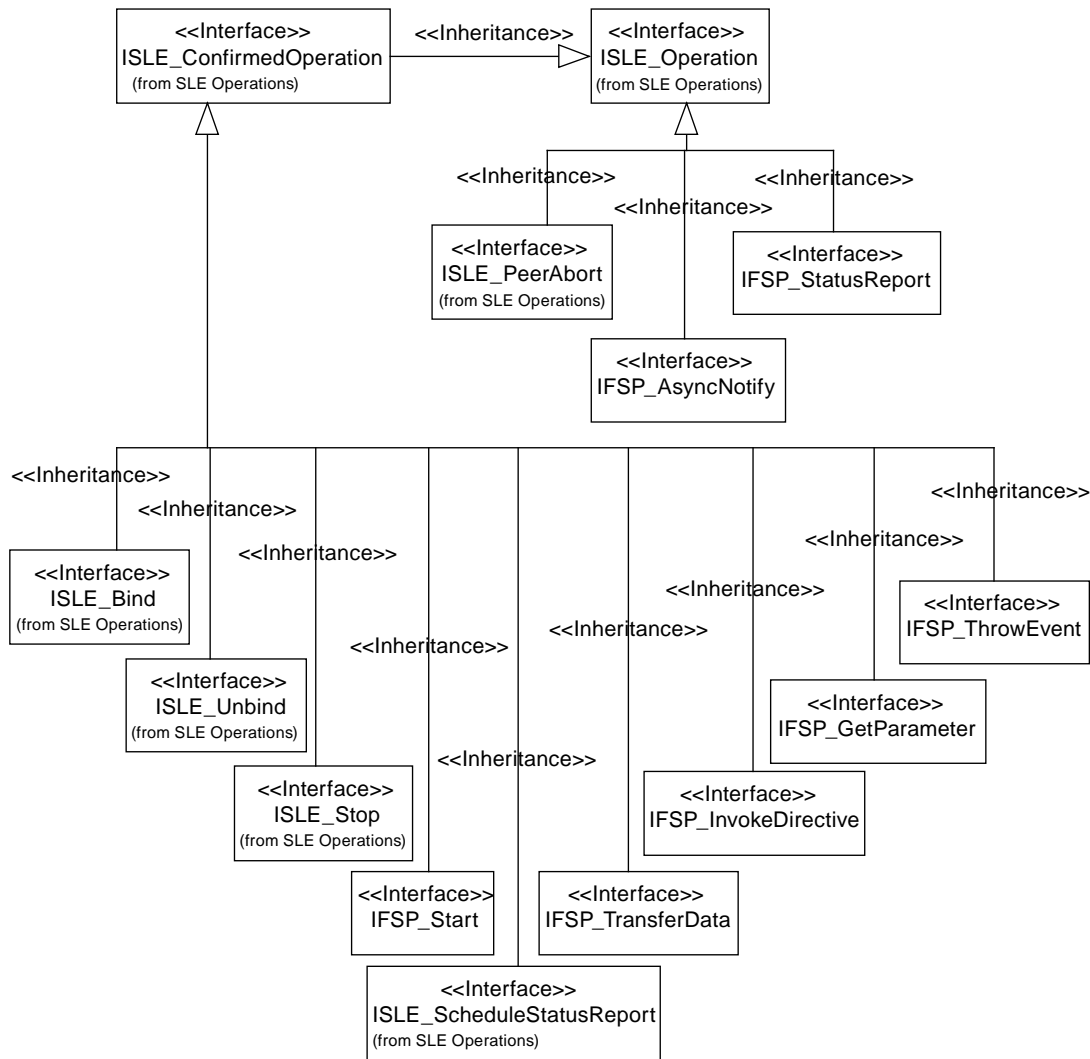 <<Interface>>
ISLE_ConfirmedOperation
(from SLE Operations)
<<Inheritance>>
<<Interface>>
ISLE_Operation
(from SLE Operations)
<<Inheritance>>
<<Inheritance>>
<<Inheritance>>
<<Interface>>
ISLE_PeerAbort
(from SLE Operations)
<<Interface>>
IFSP_StatusReport
<<Interface>>
IFSP_AsyncNotify
<<Inheritance>>
<<Inheritance>>
<<Inheritance>>
<<Inheritance>>
<<Inheritance>>
<<Inheritance>>
<<Inheritance>>
<<Inheritance>>
<<Inheritance>>
<<Interface>>
ISLE_Bind
(from SLE Operations)
<<Interface>>
ISLE_Unbind
(from SLE Operations)
<<Interface>>
ISLE_Stop
(from SLE Operations)
<<Interface>>
IFSP_Start
<<Interface>>
ISLE_ScheduleStatusReport
(from SLE Operations)
<<Interface>>
IFSP_TransferData
<<Interface>>
IFSP_InvokeDirective
<<Interface>>
IFSP_GetParameter
<<Interface>>
IFSP_ThrowEvent